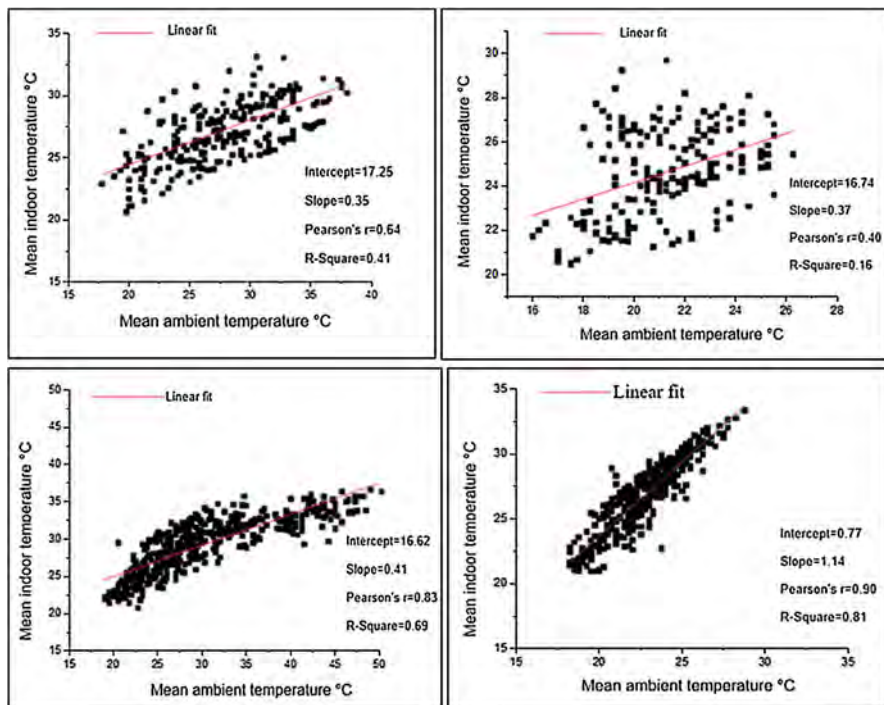 Linear fit
Mean indoor temperature °C
35
30
25
20
15
Intercept=17.25
Slope=0.35
Pearson's r=0.64
R-Square=0.41
15 20 25 30 35 40
Mean ambient temperature °C
Linear fit
Mean indoor temperature °C
30
28
26
24
22
20
Intercept=16.74
Slope=0.37
Pearson's r=0.40
R-Square=0.16
16 18 20 22 24 26 28
Mean ambient temperature °C
Linear fit
Mean indoor temperature °C
50
45
40
35
30
25
20
15
Intercept=16.62
Slope=0.41
Pearson's r=0.83
R-Square=0.69
15 20 25 30 35 40 45 50
Mean ambient temperature °C
Linear fit
Mean indoor temperature °C
35
30
25
20
15
Intercept=0.77
Slope=1.14
Pearson's r=0.90
R-Square=0.81
15 20 25 30 35
Mean ambient temperature °C